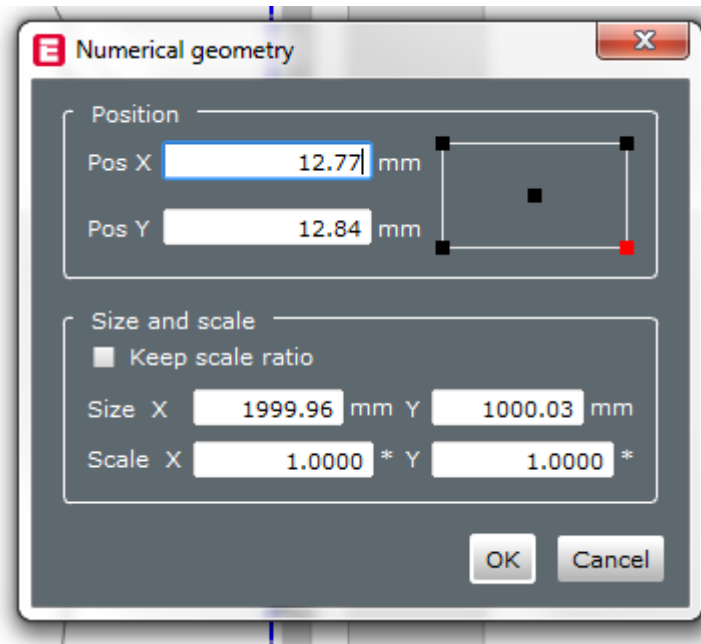 E Numerical geometry X
Position
Pos X 12.77 mm
Pos Y 12.84 mm
Size and scale
Keep scale ratio
Size X 1999.96 mm Y 1000.03 mm
Scale X 1.0000 * Y 1.0000 *
OK Cancel